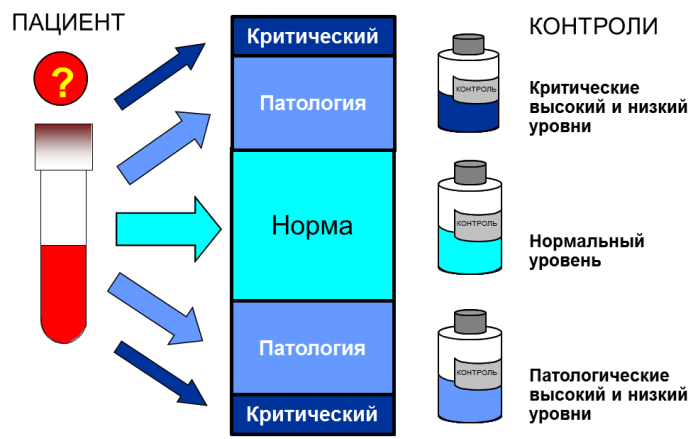 ПАЦИЕНТ
?
Критический
Патология
Норма
Патология
Критический
КОНТРОЛИ
КОНТРОЛЬ
Критические
высокий и низкий
уровни
КОНТРОЛЬ
Нормальный
уровень
КОНТРОЛЬ
Патологические
высокий и низкий
уровни